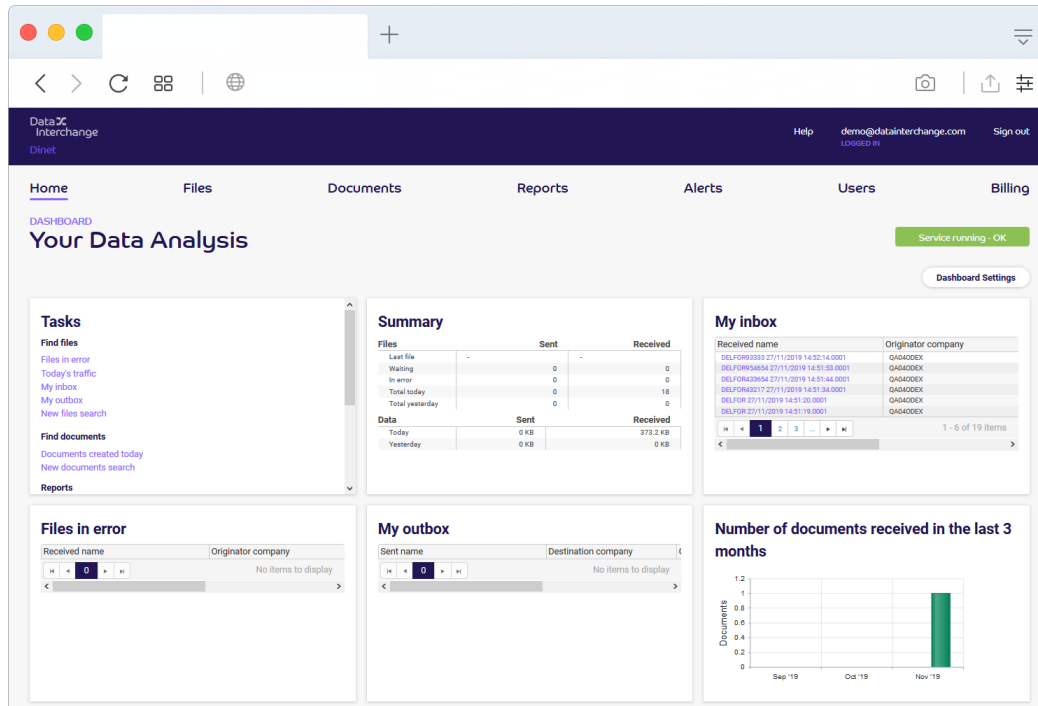 Data Interchange
Dinet
Help demo@datainterchange.com Sign out
LOGGED IN
Home Files Documents Reports Alerts Users Billing
DASHBOARD
Your Data Analysis
Service running - OK
Dashboard Settings
Tasks
Find files
Files in error
Today's traffic
My inbox
My outbox
New files search
Find documents
Documents created today
New documents search
Reports
Summary
Files Sent Received
Last file - -
Waiting 0 0
In error 0 0
Total today 0 18
Total yesterday 0 0
Data Sent Received
Today 0 KB 373.2 KB
Yesterday 0 KB 0 KB
My inbox
Received name Originator company
DELFOR93333 27/11/2019 14:52:14.0001 QA04ODEX
DELFOR954654 27/11/2019 14:51:53.0001 QA04ODEX
DELFOR433654 27/11/2019 14:51:44.0001 QA04ODEX
DELFOR43217 27/11/2019 14:51:34.0001 QA04ODEX
DELFOR 27/11/2019 14:51:20.0001 QA04ODEX
DELFOR 27/11/2019 14:51:19.0001 QA04ODEX
1 2 3 ... 1 - 6 of 19 items
Files in error
Received name Originator company
0 No items to display
My outbox
Sent name Destination company
0 No items to display
Number of documents received in the last 3
months
Documents
1.2
1
0.8
0.6
0.4
0.2
0
Sep '19 Oct '19 Nov '19